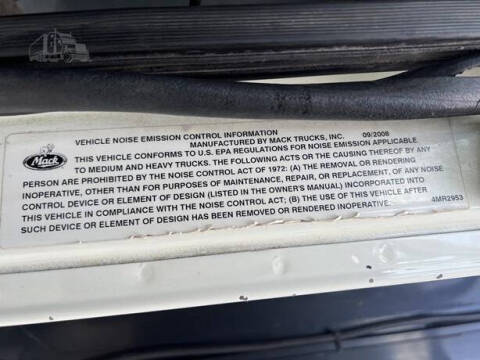 VEHICLE NOISE EMISSION CONTROL INFORMATION
MANUFACTURED BY MACK TRUCKS, INC. 09/2008
Mack
THIS VEHICLE CONFORMS TO U.S. EPA REGULATIONS FOR NOISE EMISSION APPLICABLE
TO MEDIUM AND HEAVY TRUCKS. THE FOLLOWING ACTS OR THE CAUSING THEREOF BY ANY
PERSON ARE PROHIBITED BY THE NOISE CONTROL ACT OF 1972: (A) THE REMOVAL OR RENDERING
INOPERATIVE, OTHER THAN FOR PURPOSES OF MAINTENANCE, REPAIR, OR REPLACEMENT, OF ANY NOISE
CONTROL DEVICE OR ELEMENT OF DESIGN (LISTED IN THE OWNER'S MANUAL) INCORPORATED INTO
THIS VEHICLE IN COMPLIANCE WITH THE NOISE CONTROL ACT; (B) THE USE OF THIS VEHICLE AFTER
SUCH DEVICE OR ELEMENT OF DESIGN HAS BEEN REMOVED OR RENDERED INOPERATIVE. 4MR2953